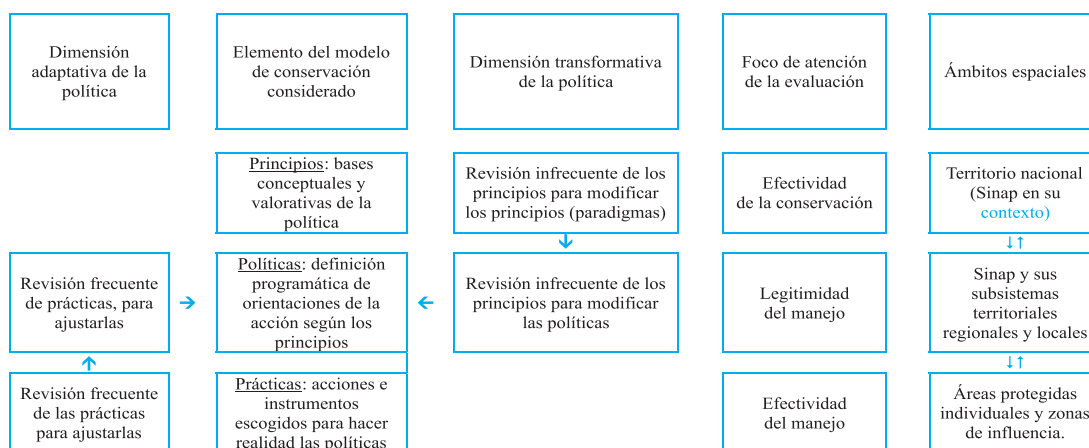 Dimensión
adaptativa de la
política
Elemento del modelo
de conservación
considerado
Dimensión transformativa
de la política
Foco de atención
de la evaluación
Ámbitos espaciales
Principios: bases
conceptuales y
valorativas de la
política
Revisión infrecuente de los
principios para modificar
los principios (paradigmas)
Efectividad
de la conservación
Territorio nacional
(Sinap en su
contexto)
↓↑
Revisión frecuente
de prácticas, para
ajustarlas
Políticas: definición
programática de
orientaciones de la
acción según los
principios
Revisión infrecuente de los
principios para modificar
las políticas
Legitimidad
del manejo
Sinap y sus
subsistemas
territoriales
regionales y locales
↓↑
Revisión frecuente
de las prácticas
para ajustarlas
Prácticas: acciones e
instrumentos
escogidos para hacer
realidad las políticas
Efectividad
del manejo
Áreas protegidas
individuales y zonas
de influencia.